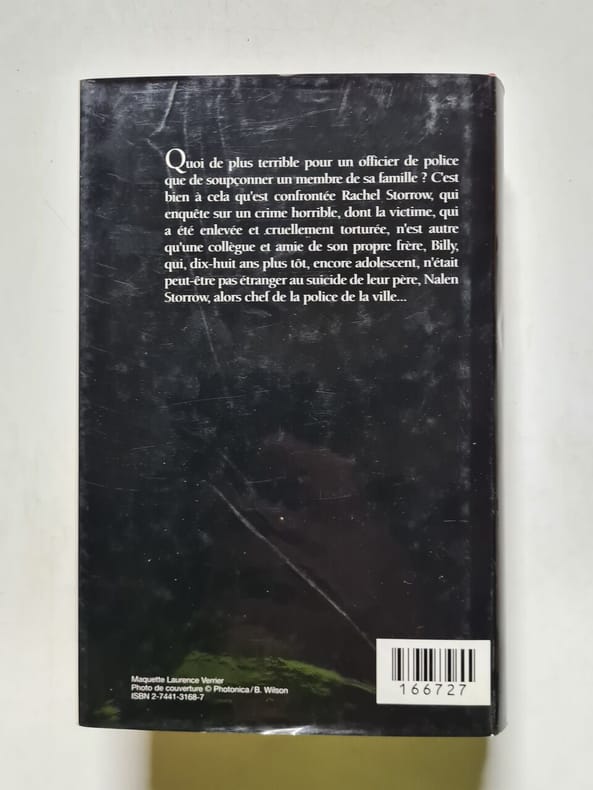 Quoi de plus terrible pour un officier de police
que de soupçonner un membre de sa famille ? C'est
bien à cela qu'est confrontée Rachel Storrow, qui
enquête sur un crime horrible, dont la victime, qui
a été enlevée et cruellement torturée, n'est autre
qu'une collègue et amie de son propre frère, Billy,
qui, dix-huit ans plus tôt, encore adolescent, n'était
peut-être pas étranger au suicide de leur père, Nalen
Storrow, alors chef de la police de la ville...
Maquette Laurence Verrier
Photo de couverture © Photonica / B. Wilson
ISBN 2-7441-3168-7
166727